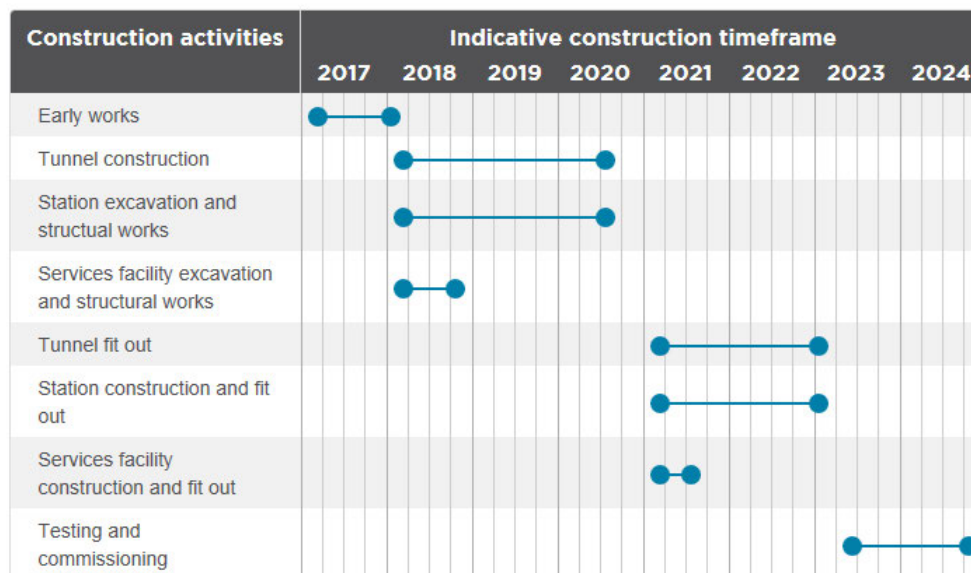 Construction activities
Indicative construction timeframe
2017 2018 2019 2020 2021 2022 2023 2024
Early works
Tunnel construction
Station excavation and
structual works
Services facility excavation
and structural works
Tunnel fit out
Station construction and fit
out
Services facility
construction and fit out
Testing and
commissioning